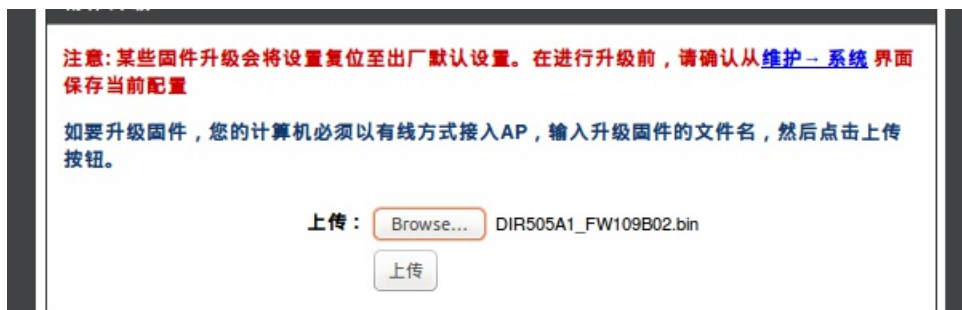 注意: 某些固件升级会将设置复位至出厂默认设置。在进行升级前，请确认从维护→ 系统 界面
保存当前配置
如要升级固件，您的计算机必须以有线方式接入AP，输入升级固件的文件名，然后点击上传
按钮。
上传： Browse... DIR505A1_FW109B02.bin
上传